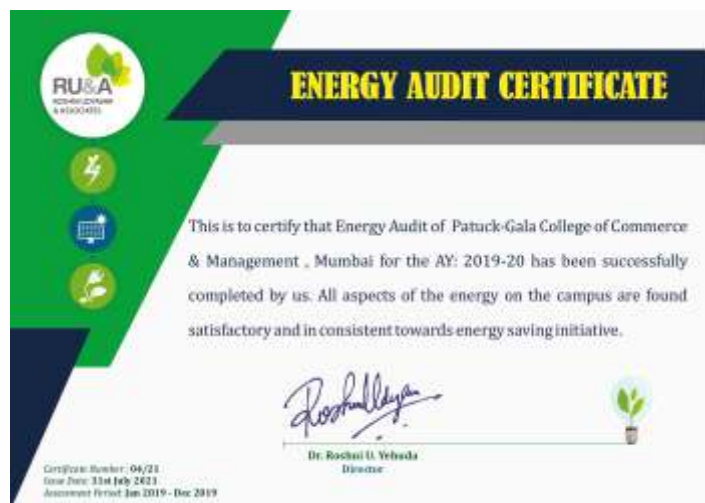 RU&A
& ASSOCIATES
ENERGY AUDIT CERTIFICATE
This is to certify that Energy Audit of Patuck-Gala College of Commerce
& Management , Mumbai for the AY: 2019-20 has been successfully
completed by us. All aspects of the energy on the campus are found
satisfactory and in consistent towards energy saving initiative.
Dr. Roshni U. Yehuda
Director
Certificate Number: 04/21
Issue Date: 31st July 2021
Assessment Period: Jan 2019 - Dec 2019